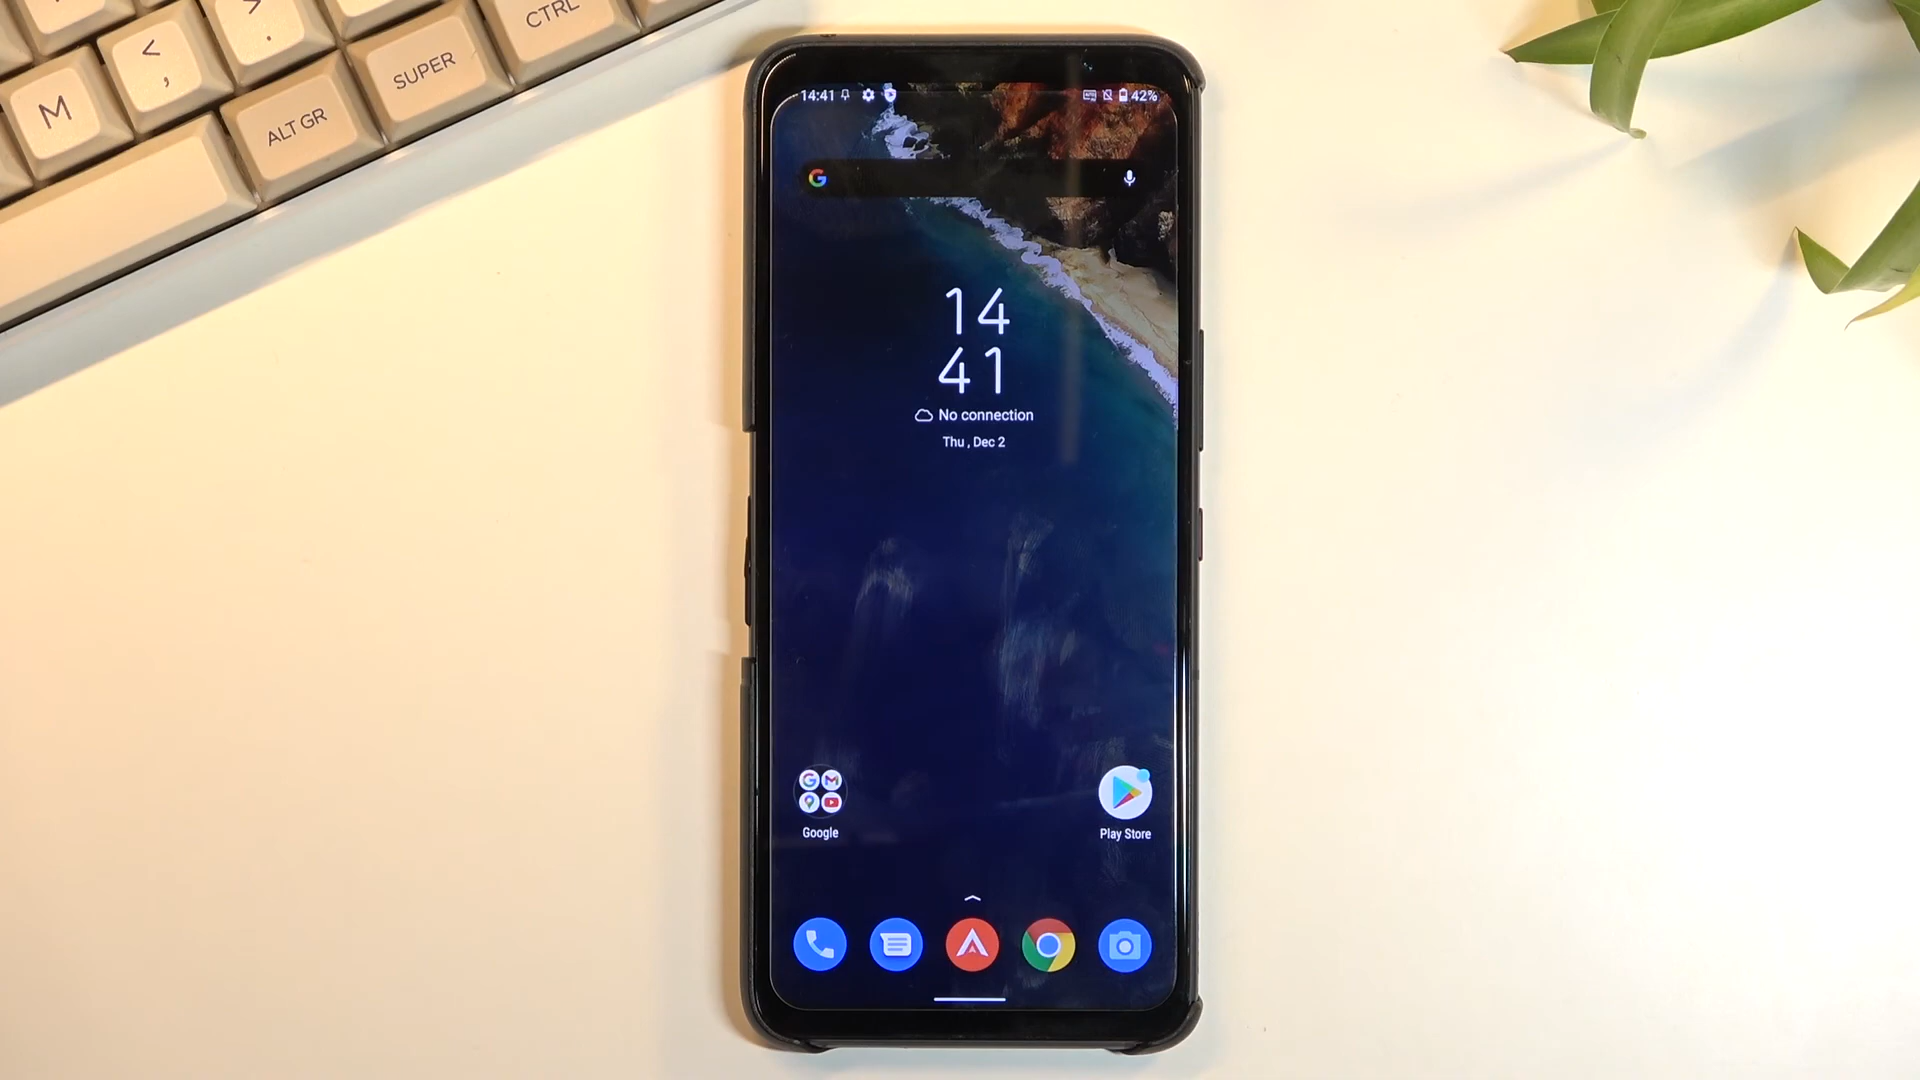 CTRL
>
.
SUPER
<
,
ALT GR
M
14:41
42%
14
41
No connection
Thu , Dec 2
Google
Play Store